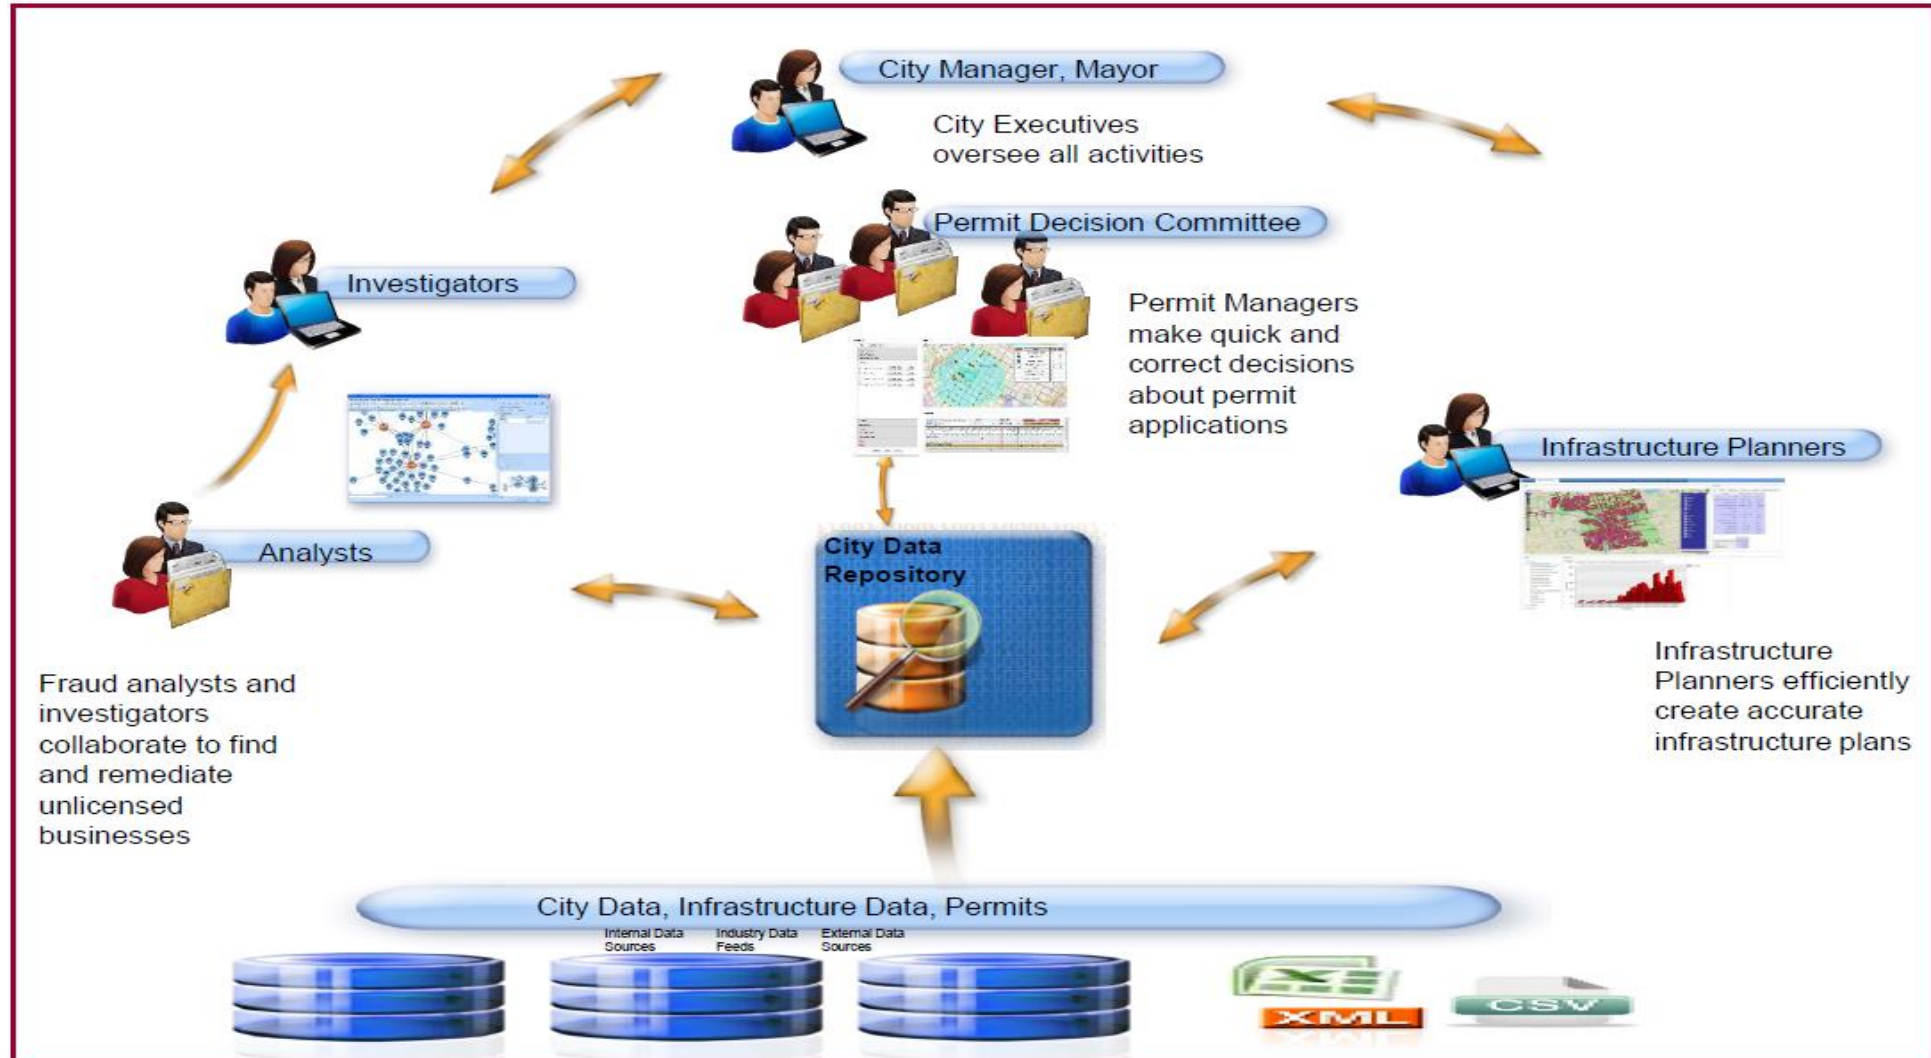 City Manager, Mayor
City Executives
oversee all activities
Permit Decision Committee
Investigators
Permit Managers
make quick and
correct decisions
about permit
applications
Infrastructure Planners
Analysts
City Data
Repository
Fraud analysts and
investigators
collaborate to find
and remediate
unlicensed
businesses
Infrastructure
Planners efficiently
create accurate
infrastructure plans
City Data, Infrastructure Data, Permits
Internal Data
Sources
Industry Data
Feeds
External Data
Sources
XML
CSV